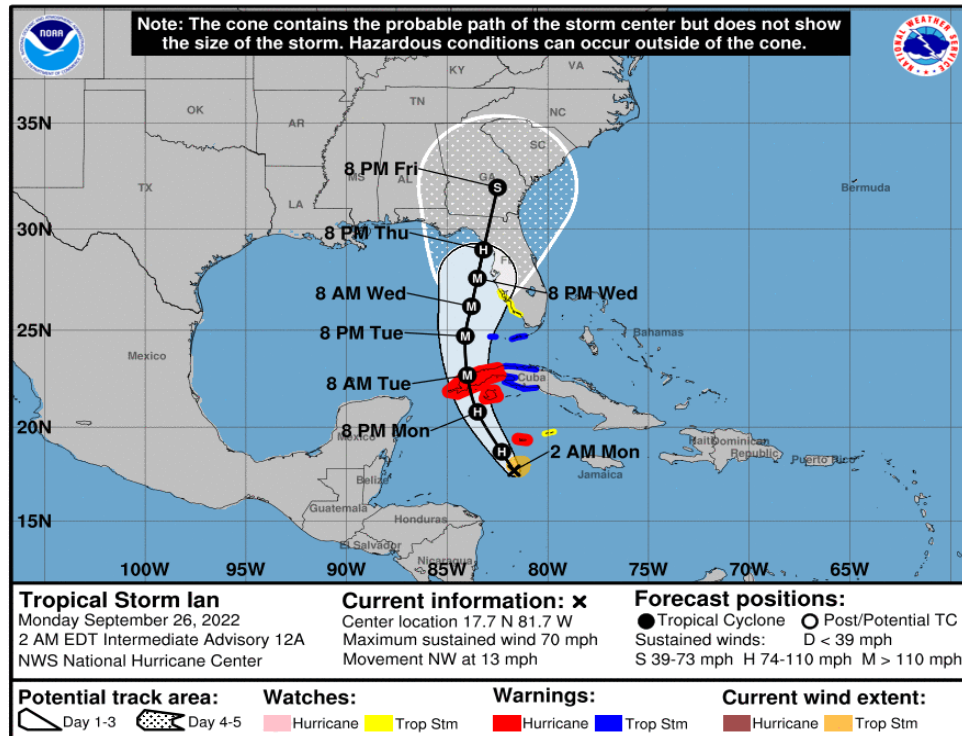 Note: The cone contains the probable path of the storm center but does not show
the size of the storm. Hazardous conditions can occur outside of the cone.
NOAA
NATIONAL WEATHER SERVICE
KY
VA
OK
TN
NC
35N
AR
SC
8 PM Fri
S
MS
AL
GA
TX
Bermuda
LA
30N
8 PM Thu
H
FL
8 AM Wed
M
M
8 PM Wed
25N
8 PM Tue
M
Bahamas
Mexico
8 AM Tue
M
Cuba
20N
8 PM Mon
H
Mexico
H
2 AM Mon
Haiti
Dominican
Republic
Puerto Rico
Belize
Jamaica
Guatemala
15N
Honduras
El Salvador
Nicaragua
100W 95W 90W 85W 80W 75W 70W 65W
Tropical Storm Ian
Monday September 26, 2022
2 AM EDT Intermediate Advisory 12A
NWS National Hurricane Center
Current information: ×
Center location 17.7 N 81.7 W
Maximum sustained wind 70 mph
Movement NW at 13 mph
Forecast positions:
● Tropical Cyclone ○ Post/Potential TC
Sustained winds: D < 39 mph
S 39-73 mph H 74-110 mph M > 110 mph
Potential track area:
Day 1-3 Day 4-5
Watches:
Hurricane Trop Stm
Warnings:
Hurricane Trop Stm
Current wind extent:
Hurricane Trop Stm